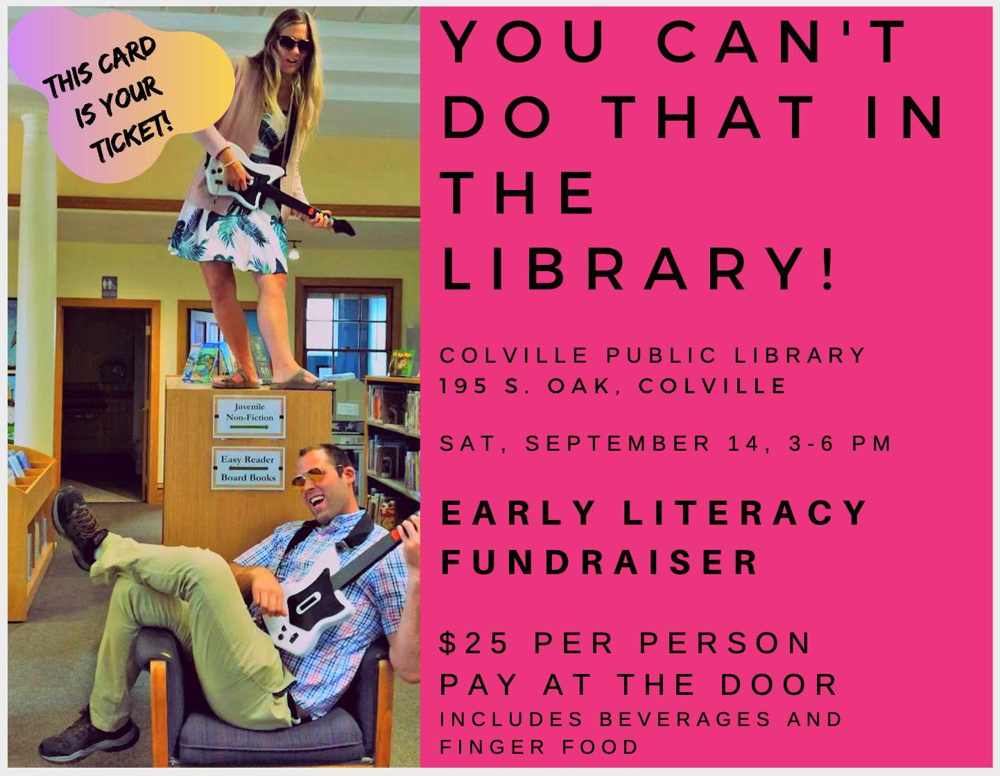 THIS CARD
IS YOUR
TICKET!
Juvenile
Non-Fiction
Easy Reader
Board Books
YOU CAN'T
DO THAT IN
THE
LIBRARY!
COLVILLE PUBLIC LIBRARY
195 S. OAK, COLVILLE
SAT, SEPTEMBER 14, 3-6 PM
EARLY LITERACY
FUNDRAISER
$25 PER PERSON
PAY AT THE DOOR
INCLUDES BEVERAGES AND
FINGER FOOD